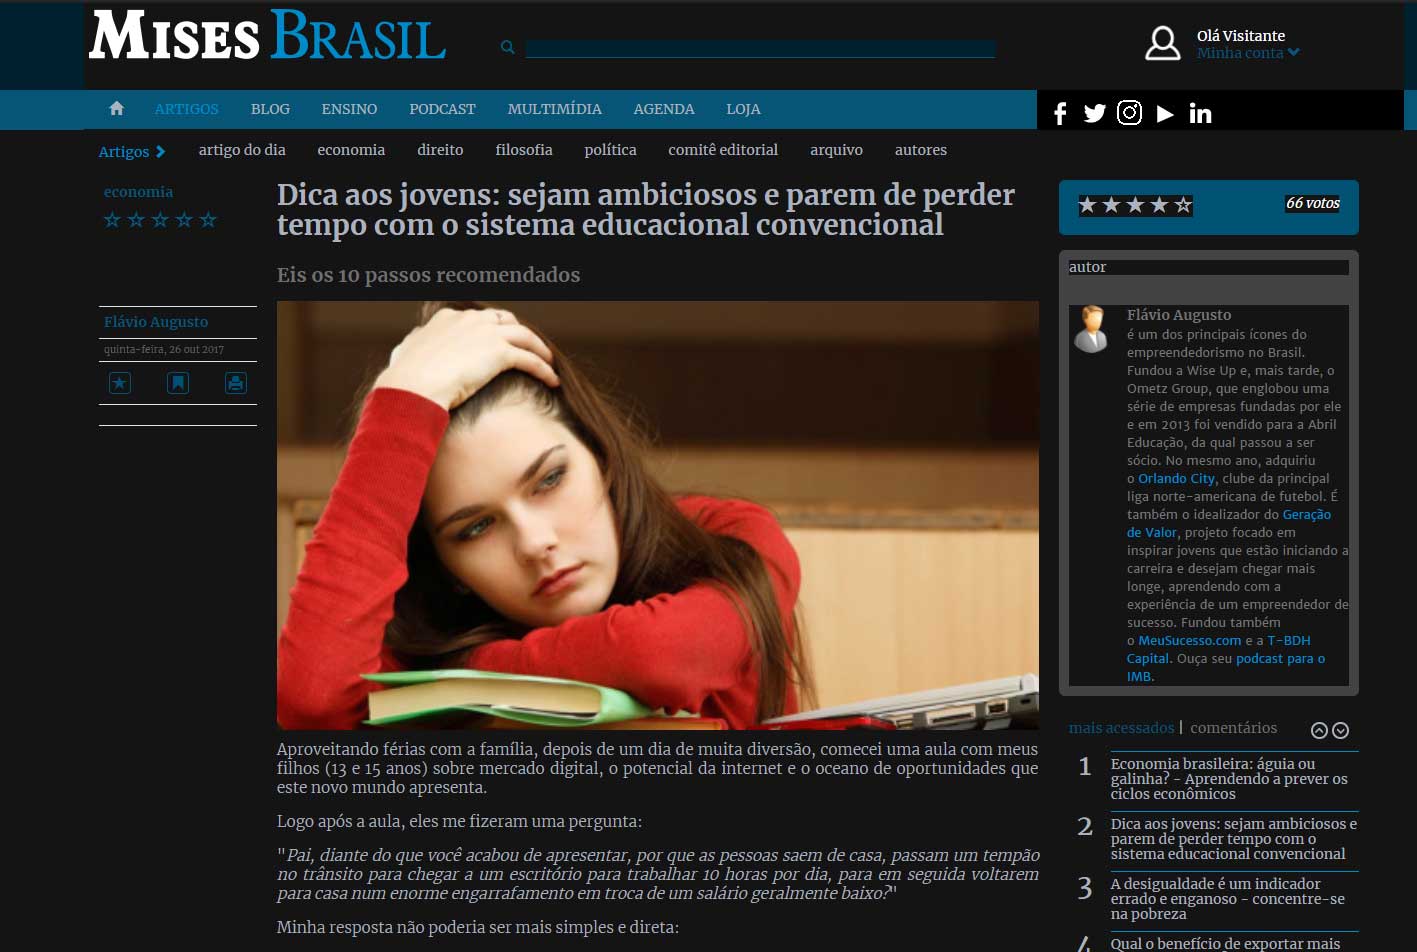 MISES BRASIL
Olá Visitante
Minha conta
ARTIGOS BLOG ENSINO PODCAST MULTIMÍDIA AGENDA LOJA
Artigos artigo do dia economia direito filosofia política comitê editorial arquivo autores
economia
Dica aos jovens: sejam ambiciosos e parem de perder
tempo com o sistema educacional convencional
Eis os 10 passos recomendados
Flávio Augusto
quinta-feira, 26 out 2017
Aproveitando férias com a família, depois de um dia de muita diversão, comecei uma aula com meus
filhos (13 e 15 anos) sobre mercado digital, o potencial da internet e o oceano de oportunidades que
este novo mundo apresenta.
Logo após a aula, eles me fizeram uma pergunta:
"Pai, diante do que você acabou de apresentar, por que as pessoas saem de casa, passam um tempão
no trânsito para chegar a um escritório para trabalhar 10 horas por dia, para em seguida voltarem
para casa num enorme engarrafamento em troca de um salário geralmente baixo?"
Minha resposta não poderia ser mais simples e direta:
66 votos
autor
Flávio Augusto
é um dos principais ícones do
empreendedorismo no Brasil.
Fundou a Wise Up e, mais tarde, o
Ometz Group, que englobou uma
série de empresas fundadas por ele
e em 2013 foi vendido para a Abril
Educação, da qual passou a ser
sócio. No mesmo ano, adquiriu
o Orlando City, clube da principal
liga norte-americana de futebol. É
também o idealizador do Geração
de Valor, projeto focado em
inspirar jovens que estão iniciando a
carreira e desejam chegar mais
longe, aprendendo com a
experiência de um empreendedor de
sucesso. Fundou também
o MeuSucesso.com e a T-BDH
Capital. Ouça seu podcast para o
IMB.
mais acessados | comentários
1 Economia brasileira: águia ou
galinha? - Aprendendo a prever os
ciclos econômicos
2 Dica aos jovens: sejam ambiciosos e
parem de perder tempo com o
sistema educacional convencional
3 A desigualdade é um indicador
errado e enganoso - concentre-se
na pobreza
4 Qual o benefício de exportar mais